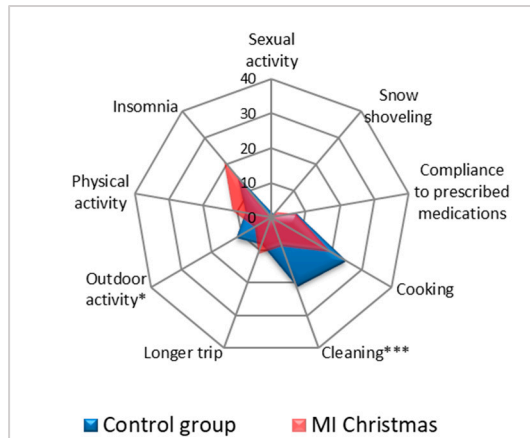 Sexual
activity
40
30
20
10
0
Snow
shoveling
Compliance
to prescribed
medications
Cooking
Cleaning***
Longer trip
Outdoor
activity*
Physical
activity
Insomnia
Control group
MI Christmas